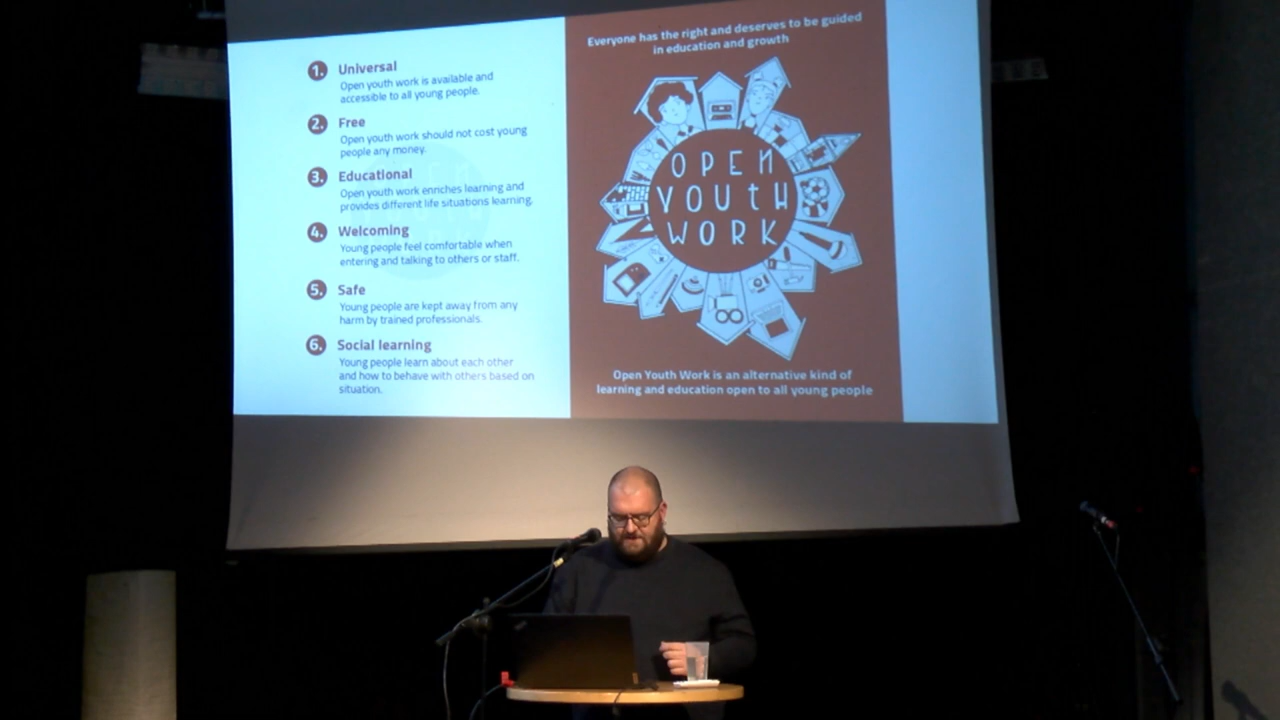 1. Universal
Open youth work is available and
accessible to all young people.
2. Free
Open youth work should not cost young
people any money.
3. Educational
Open youth work enriches learning and
provides different life situations learning.
4. Welcoming
Young people feel comfortable when
entering and talking to others or staff.
5. Safe
Young people are kept away from any
harm by trained professionals.
6. Social learning
Young people learn about each other
and how to behave with others based on
situation.
Everyone has the right and deserves to be guided
in education and growth
OPEN
YOUtH
WORK
Open Youth Work is an alternative kind of
learning and education open to all young people